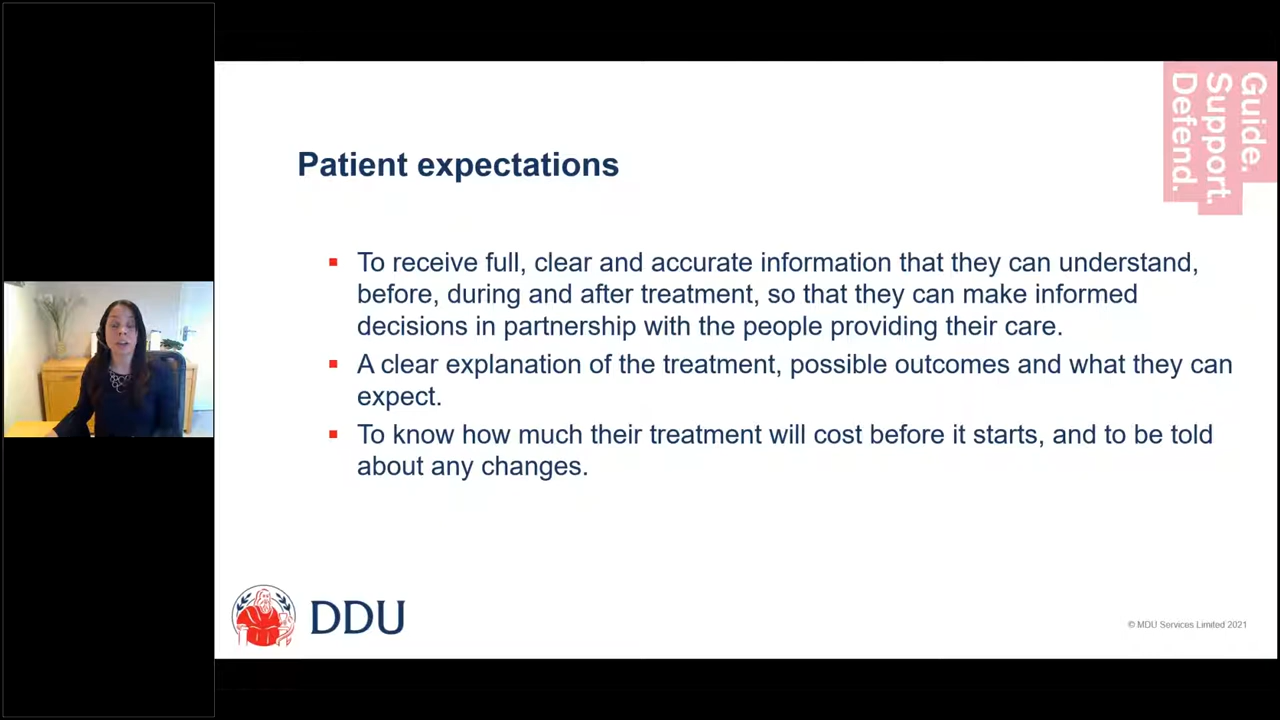 Guide.
Support.
Defend.
Patient expectations
To receive full, clear and accurate information that they can understand,
before, during and after treatment, so that they can make informed
decisions in partnership with the people providing their care.
A clear explanation of the treatment, possible outcomes and what they can
expect.
To know how much their treatment will cost before it starts, and to be told
about any changes.
DDU
© MDU Services Limited 2021